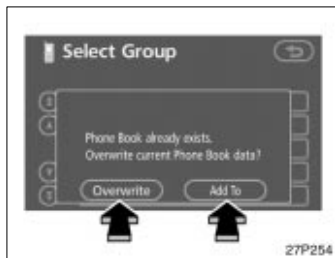 Select Group
Phone Book already exists.
Overwrite current Phone Book data?
Overwrite
Add To
27P254